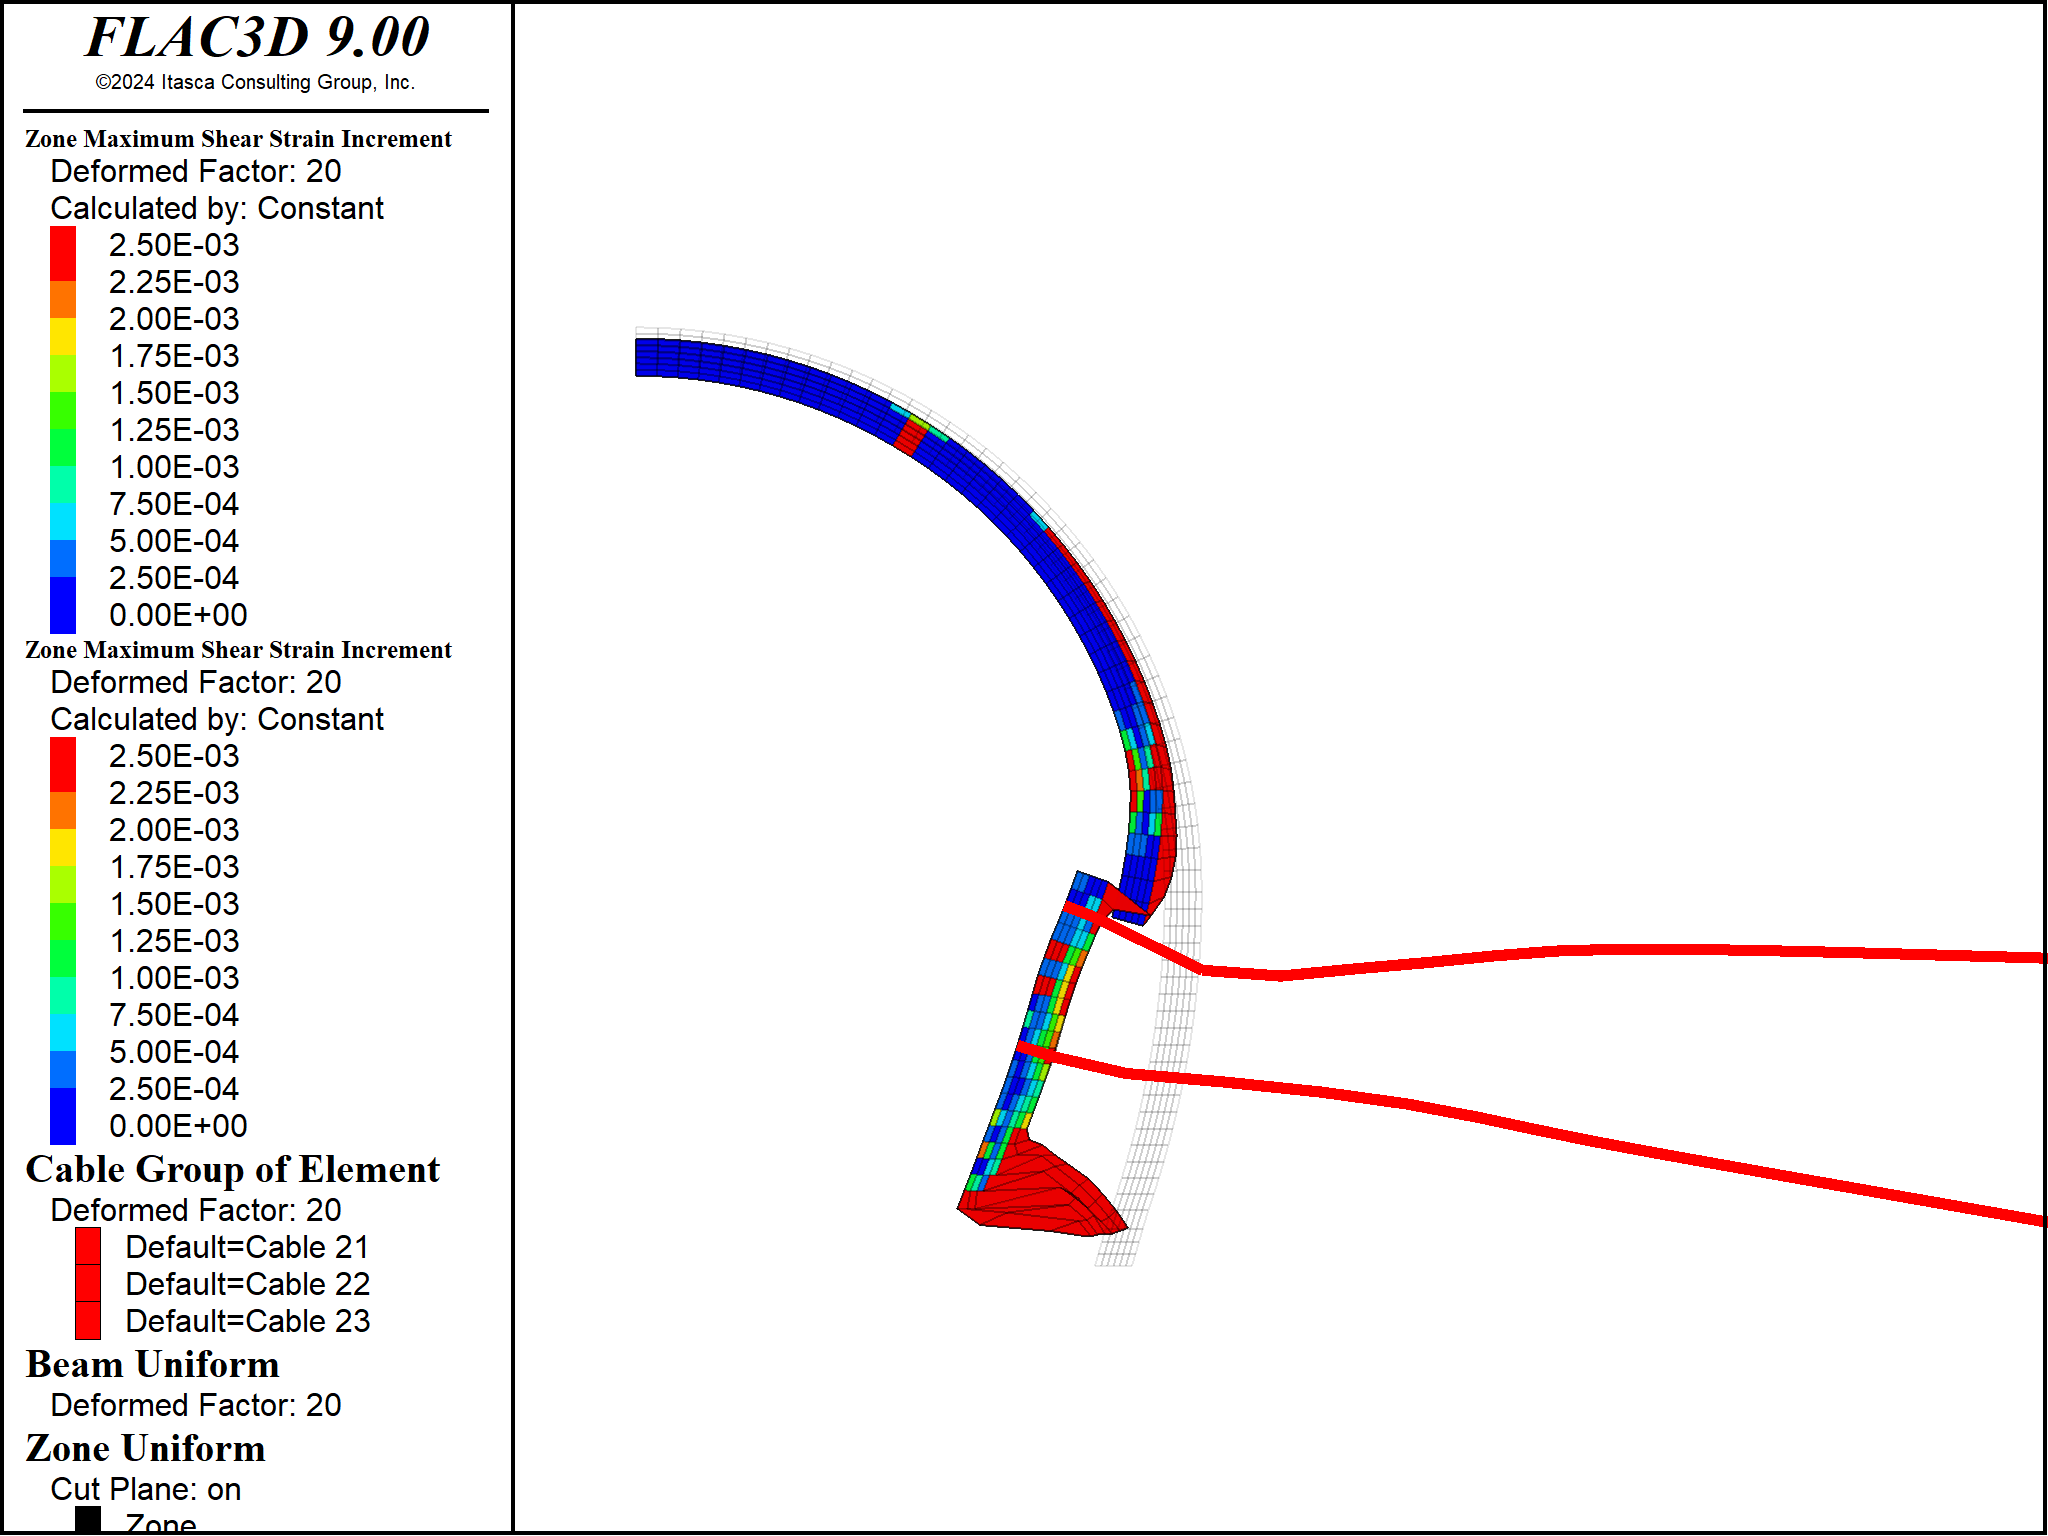 FLAC3D 9.00
©2024 Itasca Consulting Group, Inc.
Zone Maximum Shear Strain Increment
Deformed Factor: 20
Calculated by: Constant
2.50E-03
2.25E-03
2.00E-03
1.75E-03
1.50E-03
1.25E-03
1.00E-03
7.50E-04
5.00E-04
2.50E-04
0.00E+00
Zone Maximum Shear Strain Increment
Deformed Factor: 20
Calculated by: Constant
2.50E-03
2.25E-03
2.00E-03
1.75E-03
1.50E-03
1.25E-03
1.00E-03
7.50E-04
5.00E-04
2.50E-04
0.00E+00
Cable Group of Element
Deformed Factor: 20
Default=Cable 21
Default=Cable 22
Default=Cable 23
Beam Uniform
Deformed Factor: 20
Zone Uniform
Cut Plane: on
Zone